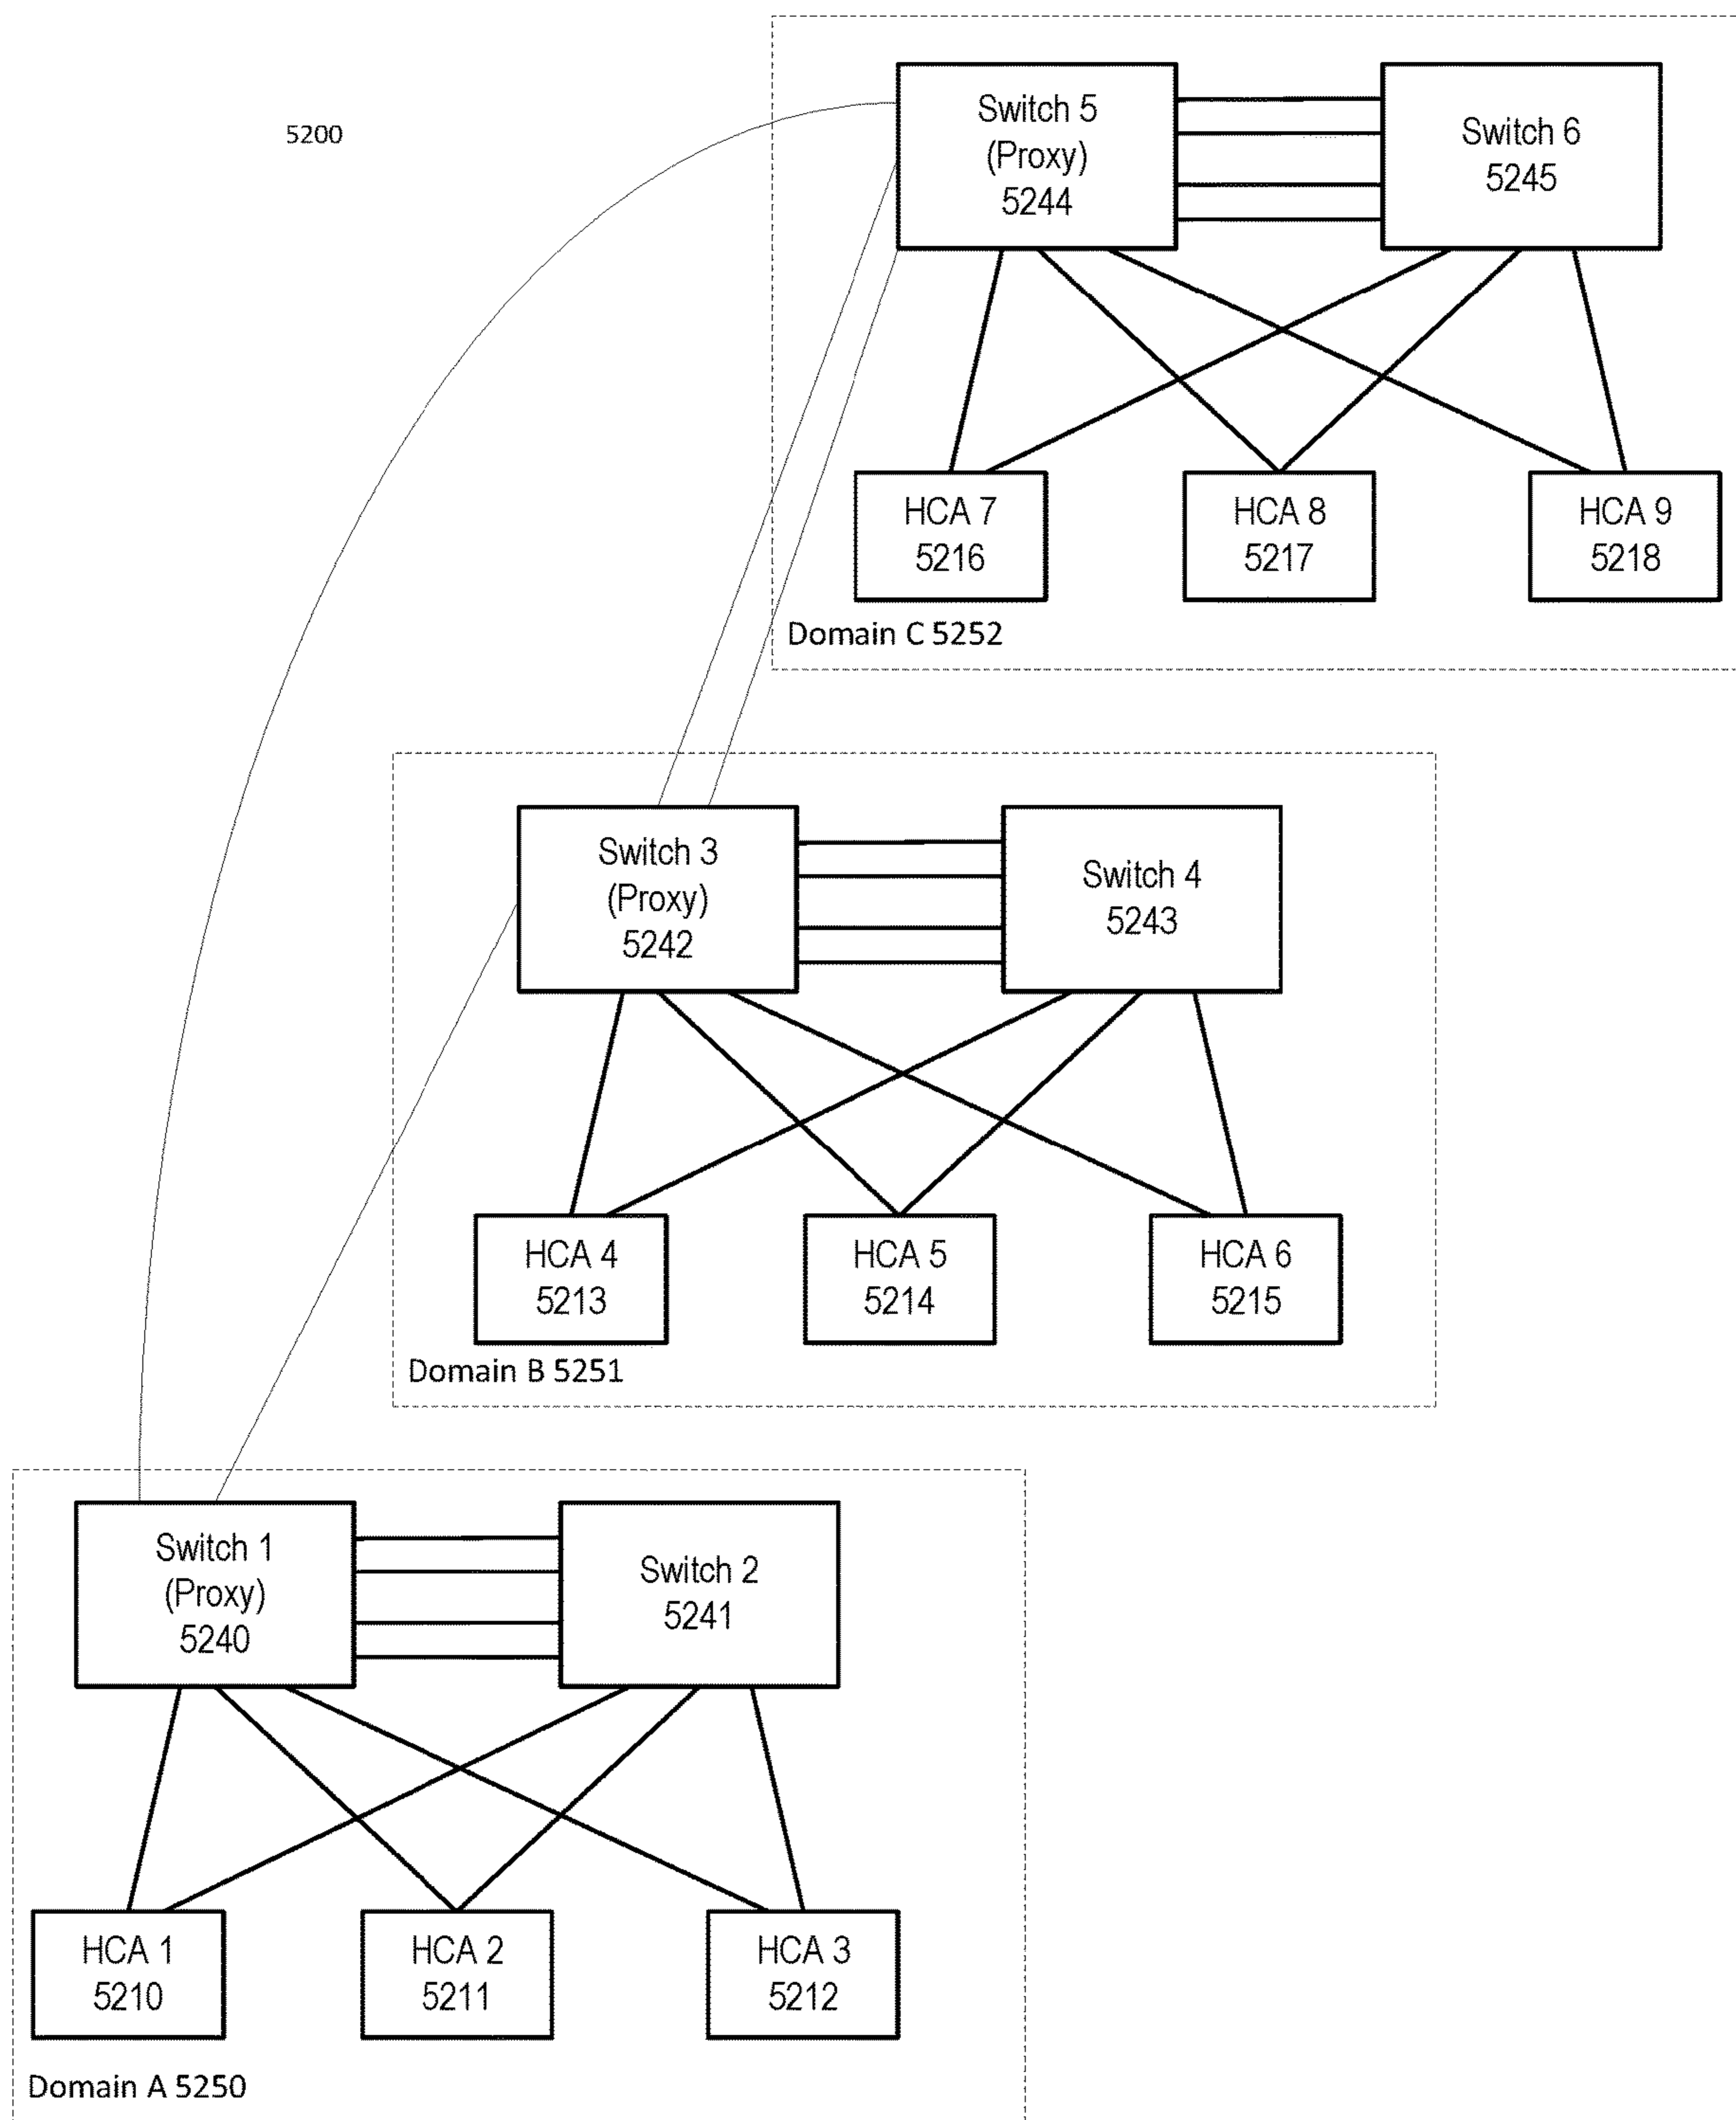 5200
Switch 5
(Proxy)
5244
Switch 6
5245
HCA 7
5216
HCA 8
5217
HCA 9
5218
Domain C 5252
Switch 3
(Proxy)
5242
Switch 4
5243
HCA 4
5213
HCA 5
5214
HCA 6
5215
Domain B 5251
Switch 1
(Proxy)
5240
Switch 2
5241
HCA 1
5210
HCA 2
5211
HCA 3
5212
Domain A 5250